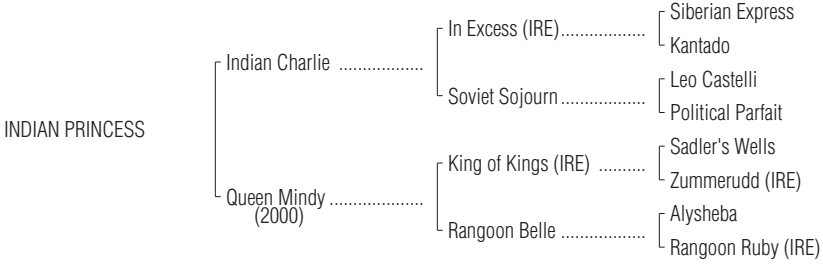 Siberian Express
In Excess (IRE)...................
Kantado
Indian Charlie ...................
Leo Castelli
Soviet Sojourn...................
Political Parfait
INDIAN PRINCESS
Sadler's Wells
King of Kings (IRE) ..........
Zummerudd (IRE)
Queen Mindy .....................
(2000)
Alysheba
Rangoon Belle ...................
Rangoon Ruby (IRE)